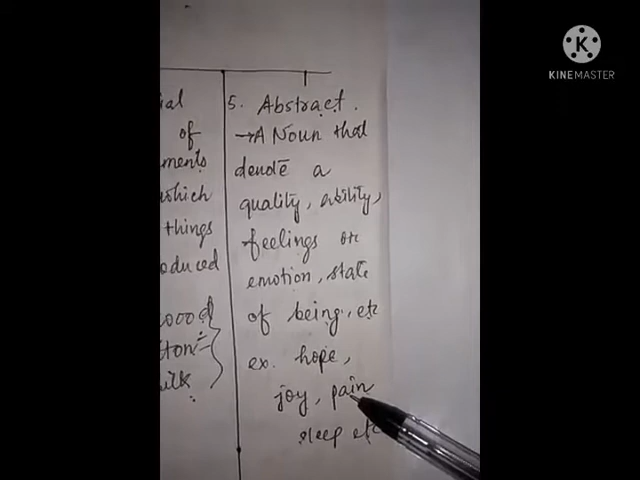 KINEMASTER
ial
of
ments
which
things
oduced
wood
tton
ilk
5. Abstract.
→A Noun that
denote a
quality, ability,
feelings or
emotion, state
of being, etc
ex. hope,
joy, pain
sleep etc